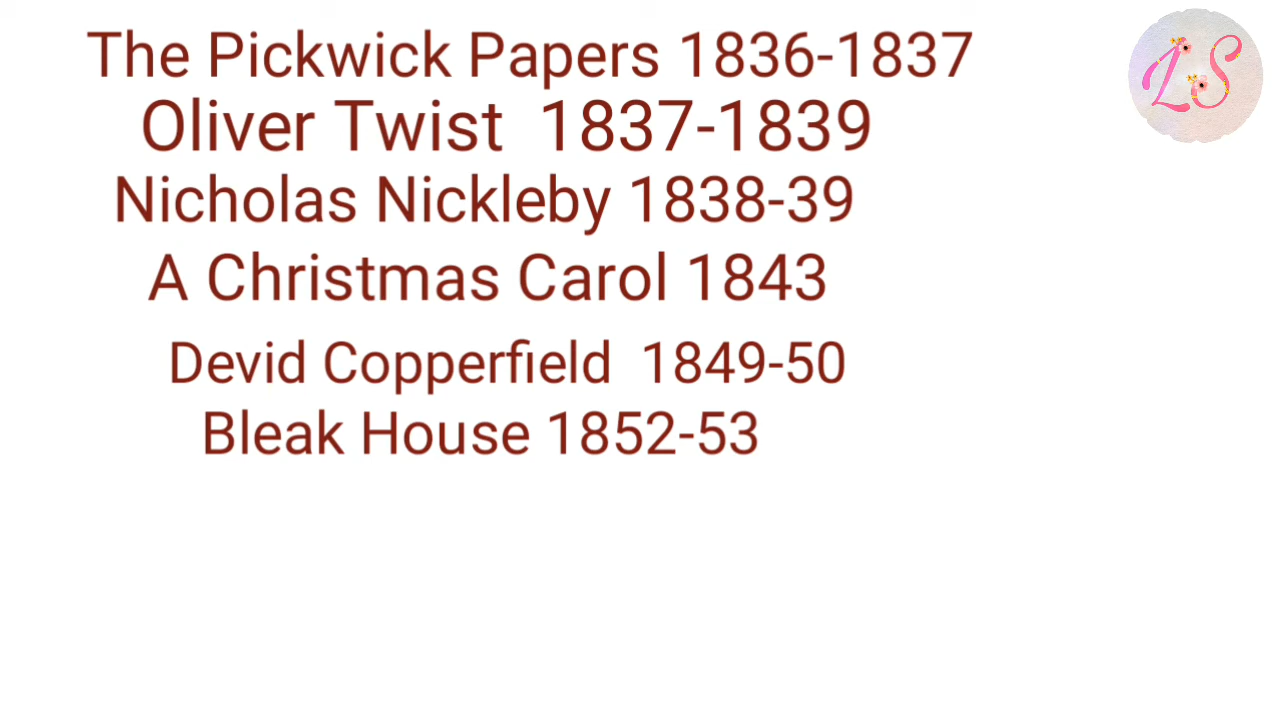 The Pickwick Papers 1836-1837
LS
Oliver Twist 1837-1839
Nicholas Nickleby 1838-39
A Christmas Carol 1843
Devid Copperfield 1849-50
Bleak House 1852-53